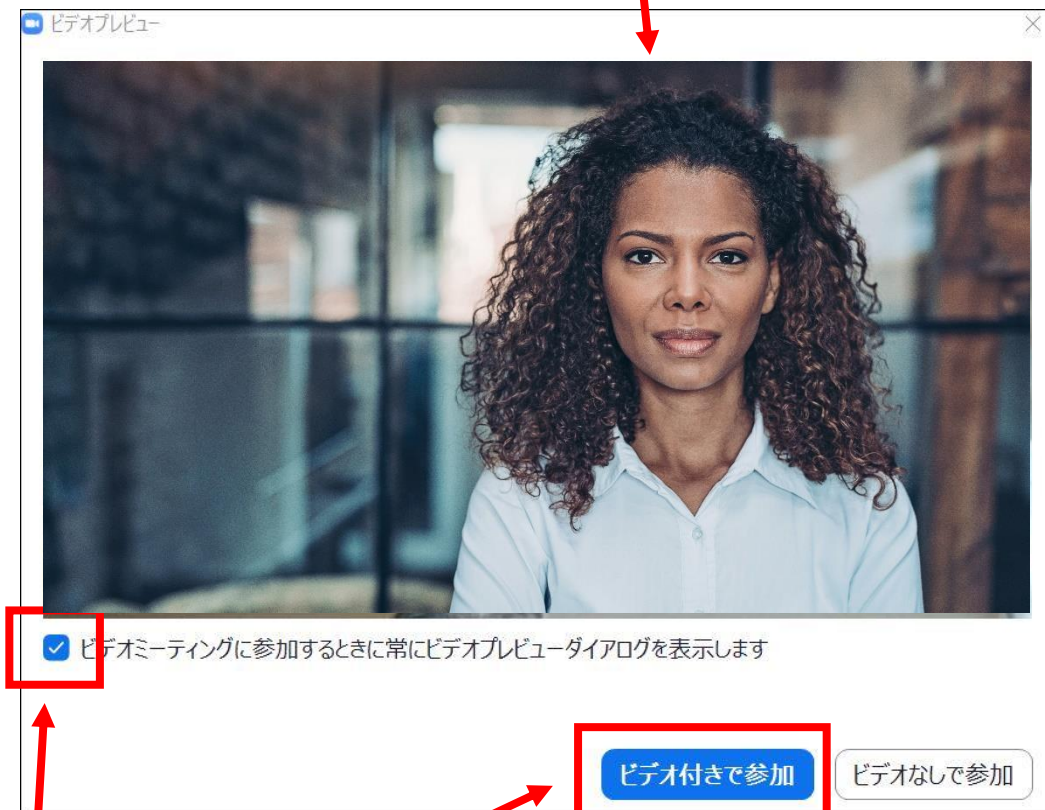 ビデオプレビュー
ビデオミーティングに参加するときに常にビデオプレビューダイアログを表示します
ビデオ付きで参加
ビデオなしで参加